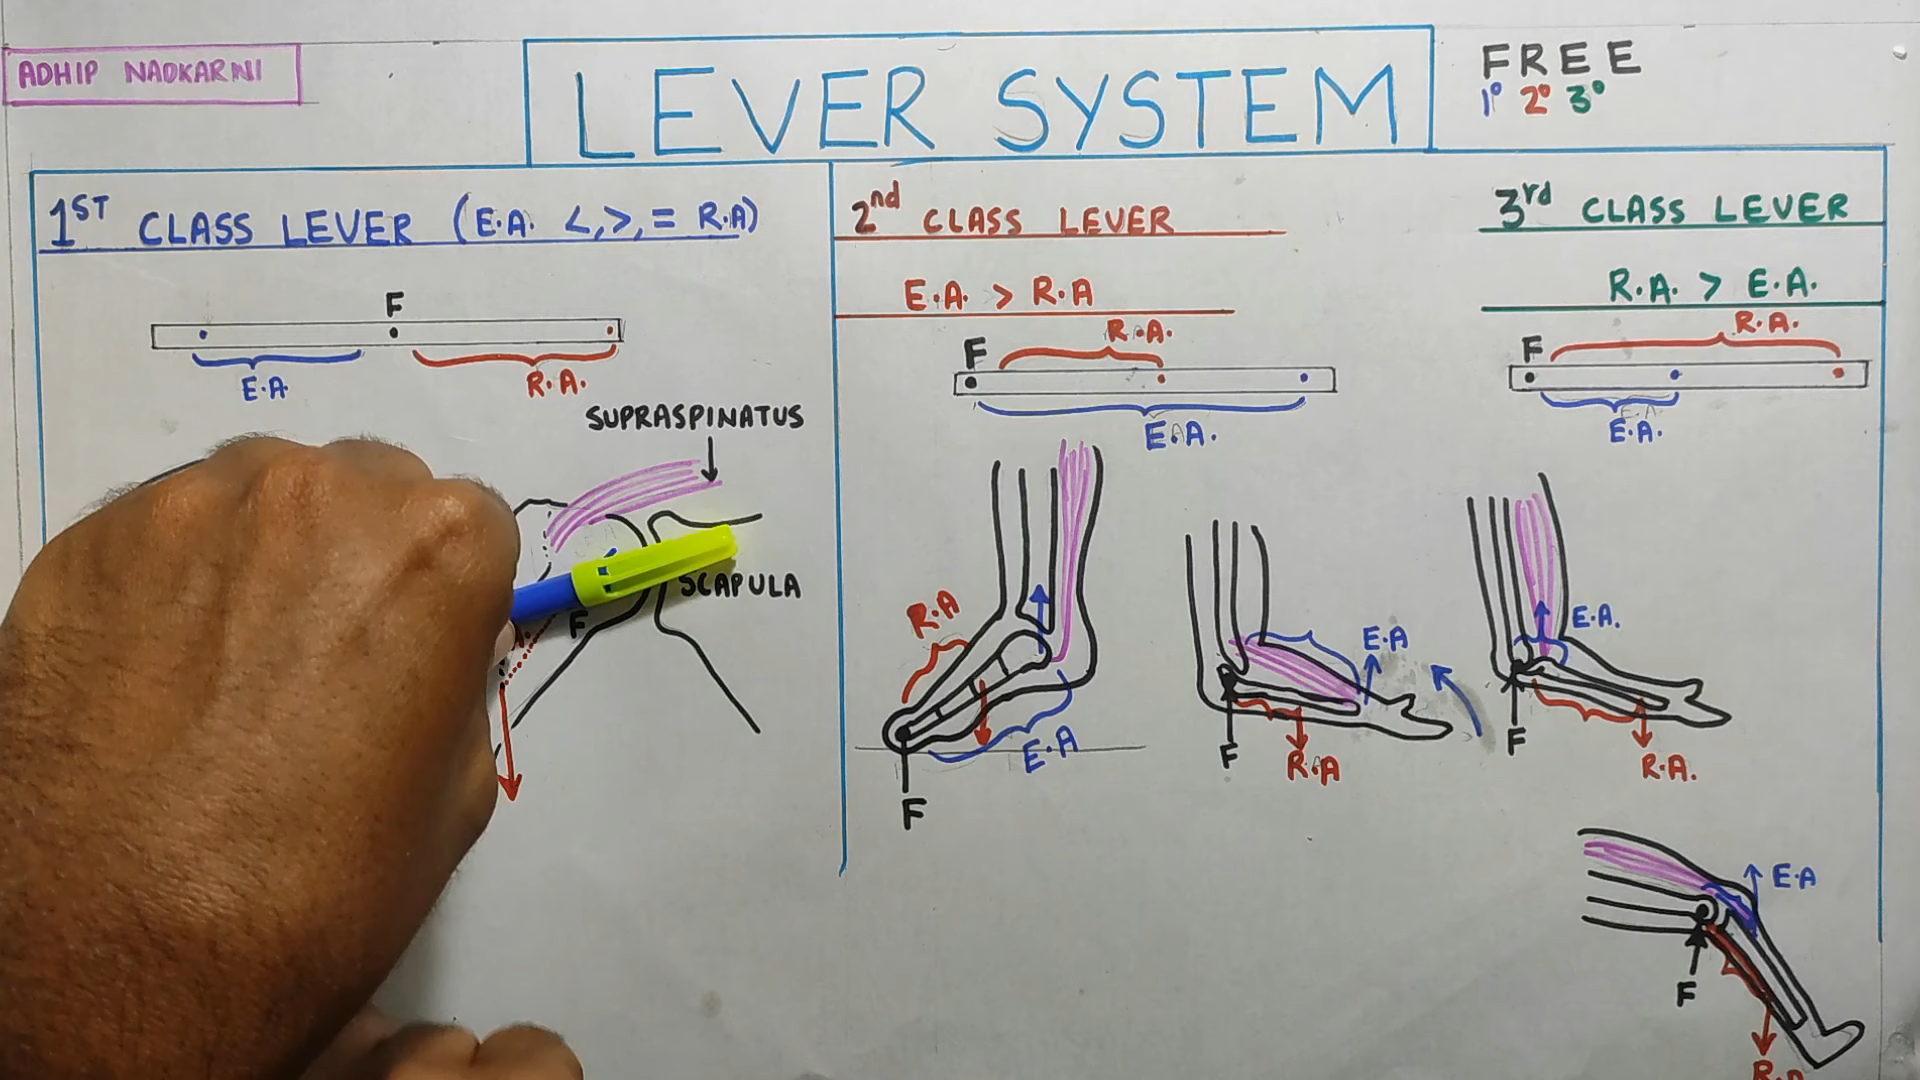 ADHIP NADKARNI
LEVER SYSTEM
FREE
1° 2° 3°
1ST CLASS LEVER (E.A. <,>,= R.A)
F
E.A
R.A.
SUPRASPINATUS
SCAPULA
F
2nd CLASS LEVER
E.A. > R.A
R.A.
F
E.A.
R.A
E.A
F
E.A
F
R.A
3rd CLASS LEVER
R.A. > E.A.
R.A.
F
E.A.
E.A.
F
R.A.
E.A
F
R.A